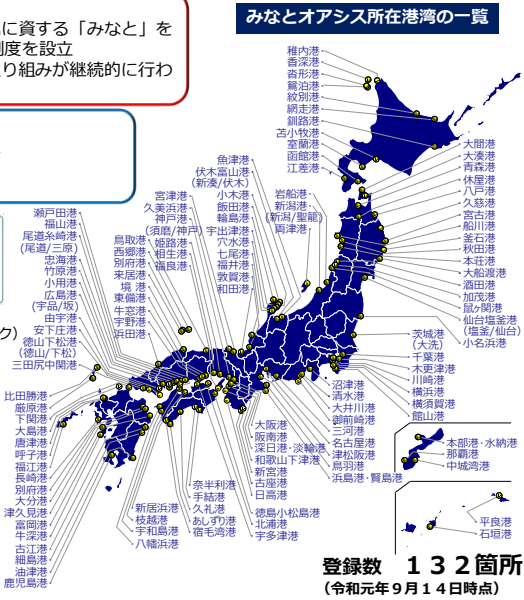 みなとオアシス所在港湾の一覧
に資する「みなと」を
制度を設立
り組みが継続的に行わ
ク)
稚内港
香深港
沓形港
鴛泊港
紋別港
網走港
釧路港
苫小牧港
室蘭港
函館港
江差港
大間港
大湊港
青森港
休屋港
八戸港
久慈港
宮古港
船川港
釜石港
秋田港
本荘港
大船渡港
酒田港
加茂港
鼠ヶ関港
仙台塩釜港
(塩釜/仙台)
小名浜港
茨城港
(大洗)
千葉港
木更津港
川崎港
横浜港
横須賀港
館山港
岩船港
新潟港
(新潟/聖籠)
両津港
魚津港
伏木富山港
(新湊/伏木)
小木港
飯田港
輪島港
宇出津港
穴水港
七尾港
福井港
敦賀港
和田港
宮津港
久美浜港
神戸港
(須磨/神戸)
姫路港
相生港
福良港
鳥取港
西郷港
別府港
来居港
境 港
東備港
牛窓港
宇野港
浜田港
瀬戸田港
福山港
尾道糸崎港
(尾道/三原)
忠海港
竹原港
小用港
広島港
(宇品/坂)
由宇港
安下庄港
徳山下松港
(徳山/下松)
三田尻中関港
比田勝港
厳原港
下関港
大島港
唐津港
呼子港
福江港
長崎港
別府港
大分港
津久見港
富岡港
牛深港
古江港
細島港
油津港
鹿児島港
新居浜港
枝越港
宇和島港
八幡浜港
奈半利港
手結港
久礼港
あしずり港
宿毛湾港
徳島小松島港
北浦港
宇多津港
大阪港
阪南港
深日港・淡輪港
和歌山下津港
新宮港
古座港
日高港
沼津港
清水港
大井川港
御前崎港
三河港
名古屋港
津松阪港
鳥羽港
浜島港・賢島港
本部港・水納港
那覇港
中城湾港
平良港
石垣港
登録数 132箇所
(令和元年9月14日時点)